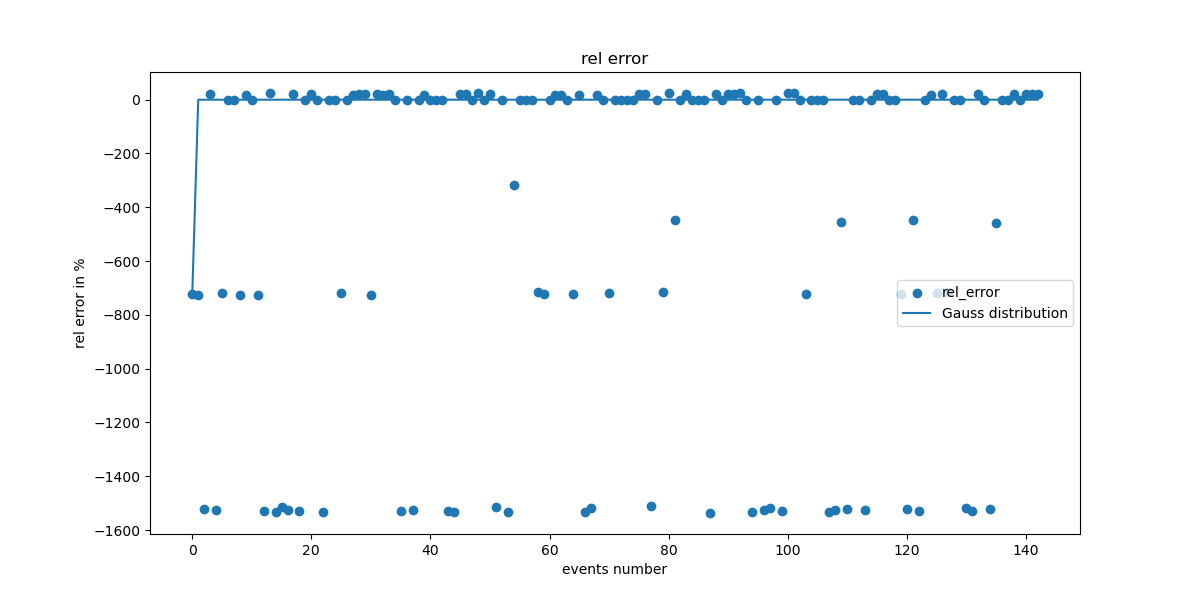 rel error
0
−200
−400
−600
−800
−1000
−1200
−1400
−1600
rel error in %
rel_error
Gauss distribution
0 20 40 60 80 100 120 140
events number